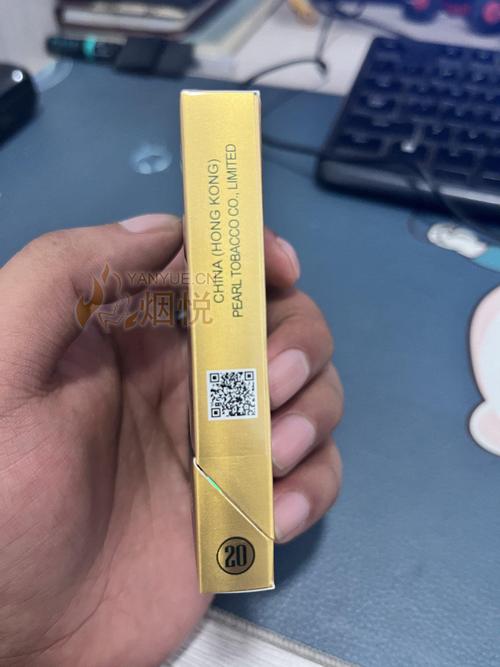 CHINA (HONG KONG)
PEARL TOBACCO CO., LIMITED
YANYUE.CN
烟悦
20